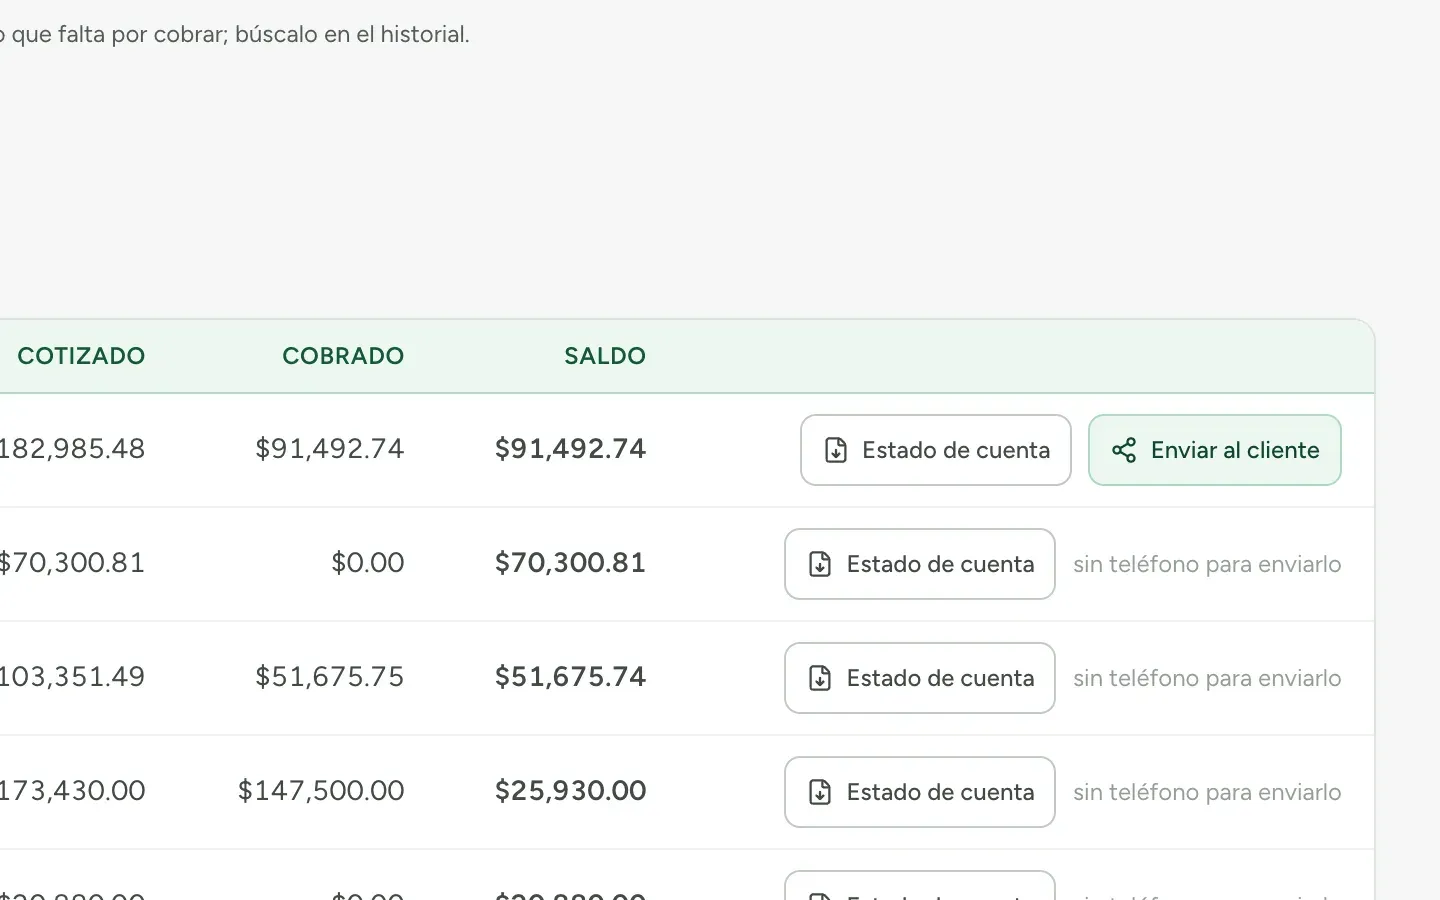 que falta por cobrar; búscalo en el historial.
COTIZADO COBRADO SALDO
182,985.48 $91,492.74 $91,492.74 Estado de cuenta Enviar al cliente
$70,300.81 $0.00 $70,300.81 Estado de cuenta sin teléfono para enviarlo
103,351.49 $51,675.75 $51,675.74 Estado de cuenta sin teléfono para enviarlo
173,430.00 $147,500.00 $25,930.00 Estado de cuenta sin teléfono para enviarlo